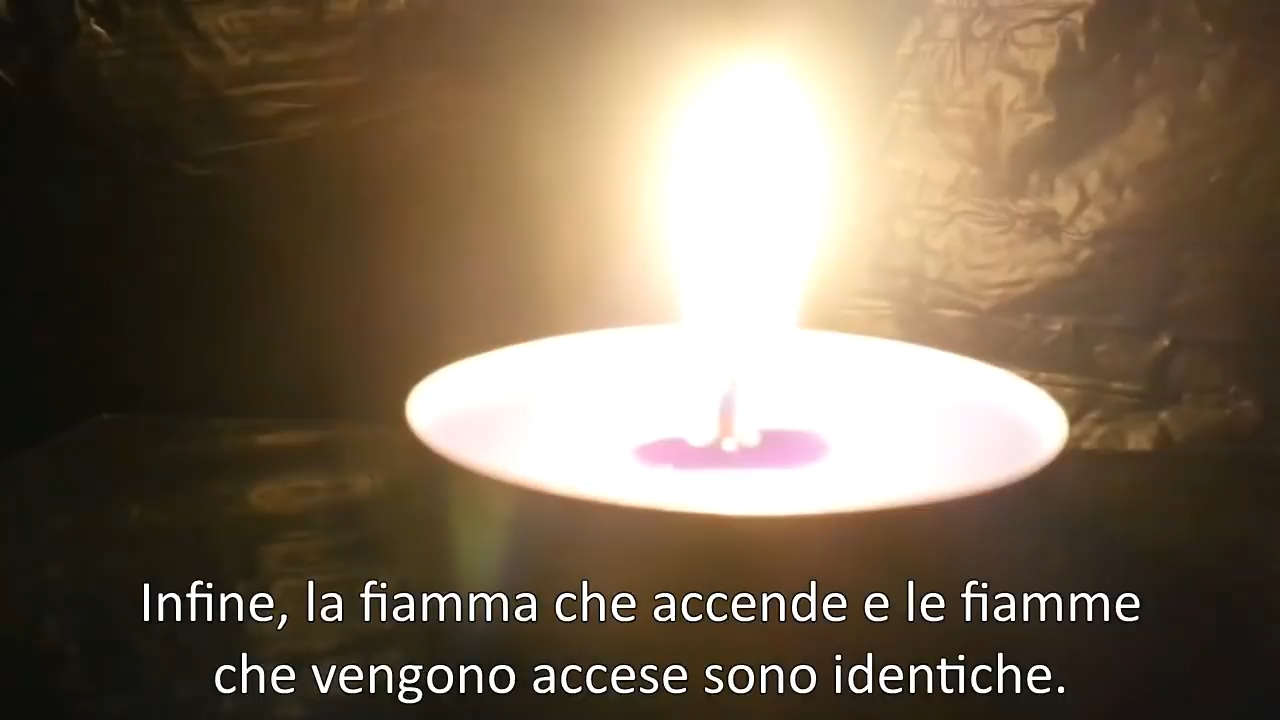 Infine, la fiamma che accende e le fiamme
che vengono accese sono identiche.